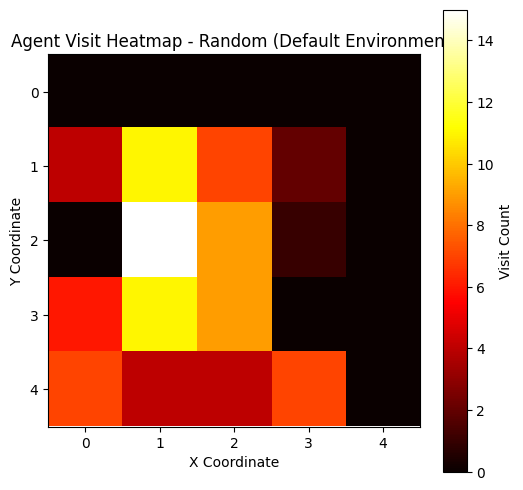 Agent Visit Heatmap - Random (Default Environmen
0
1
2
3
4
Y Coordinate
0 1 2 3 4
X Coordinate
14
12
10
8
6
4
2
0
Visit Count